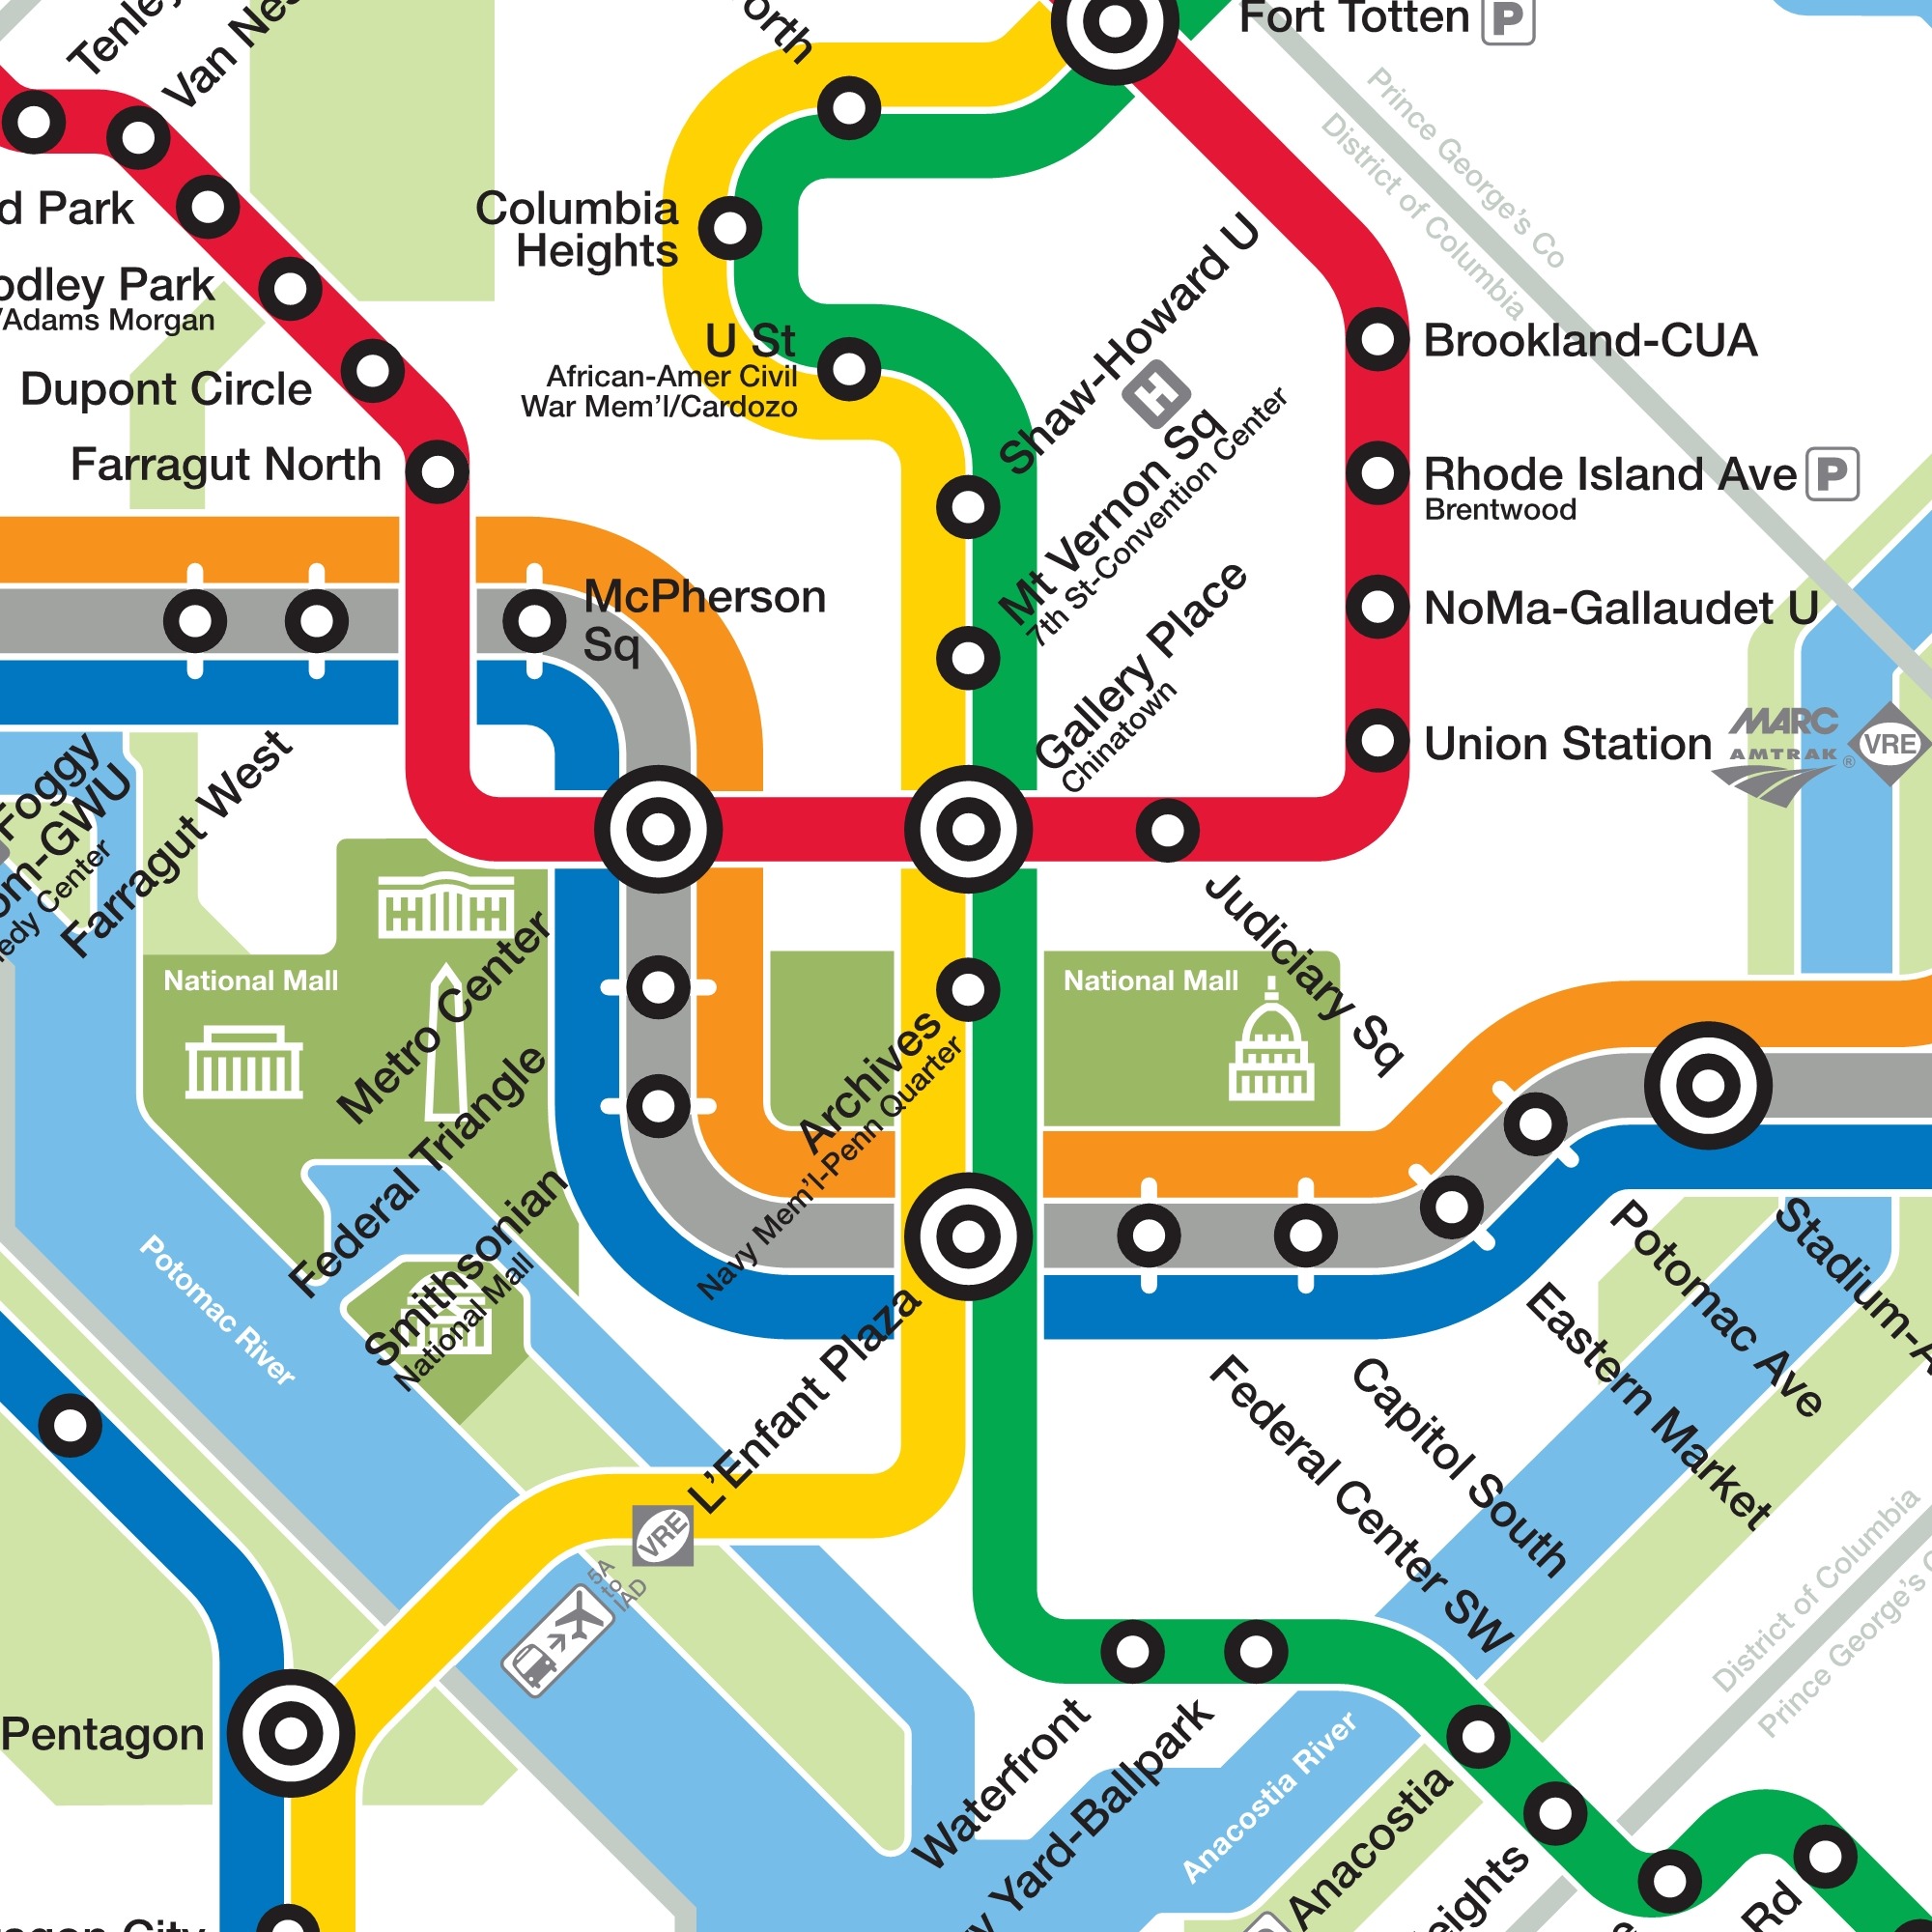 Fort Totten P
Van Nes
Tenley
orth
Prince George's Co
District of Columbia
d Park
Columbia
Heights
odley Park
/Adams Morgan
U St
African-Amer Civil
War Mem'l/Cardozo
Dupont Circle
Farragut North
Shaw-Howard U
H
Mt Vernon Sq
7th St-Convention Center
Brookland-CUA
Rhode Island Ave P
Brentwood
McPherson
Sq
NoMa-Gallaudet U
Gallery Place
Chinatown
Union Station
MARC
AMTRAK®
VRE
Foggy
om-GWU
edy Center
Farragut West
National Mall
Metro Center
Federal Triangle
Smithsonian
National Mall
Archives
Navy Mem'l-Penn Quarter
National Mall
Judiciary Sq
Potomac River
L'Enfant Plaza
VRE
5A
to
IAD
Federal Center SW
Capitol South
Eastern Market
Potomac Ave
Stadium-A
District of Columbia
Prince George's C
Pentagon
Waterfront
y Yard-Ballpark
Anacostia River
Anacostia
eights
Rd
agon City